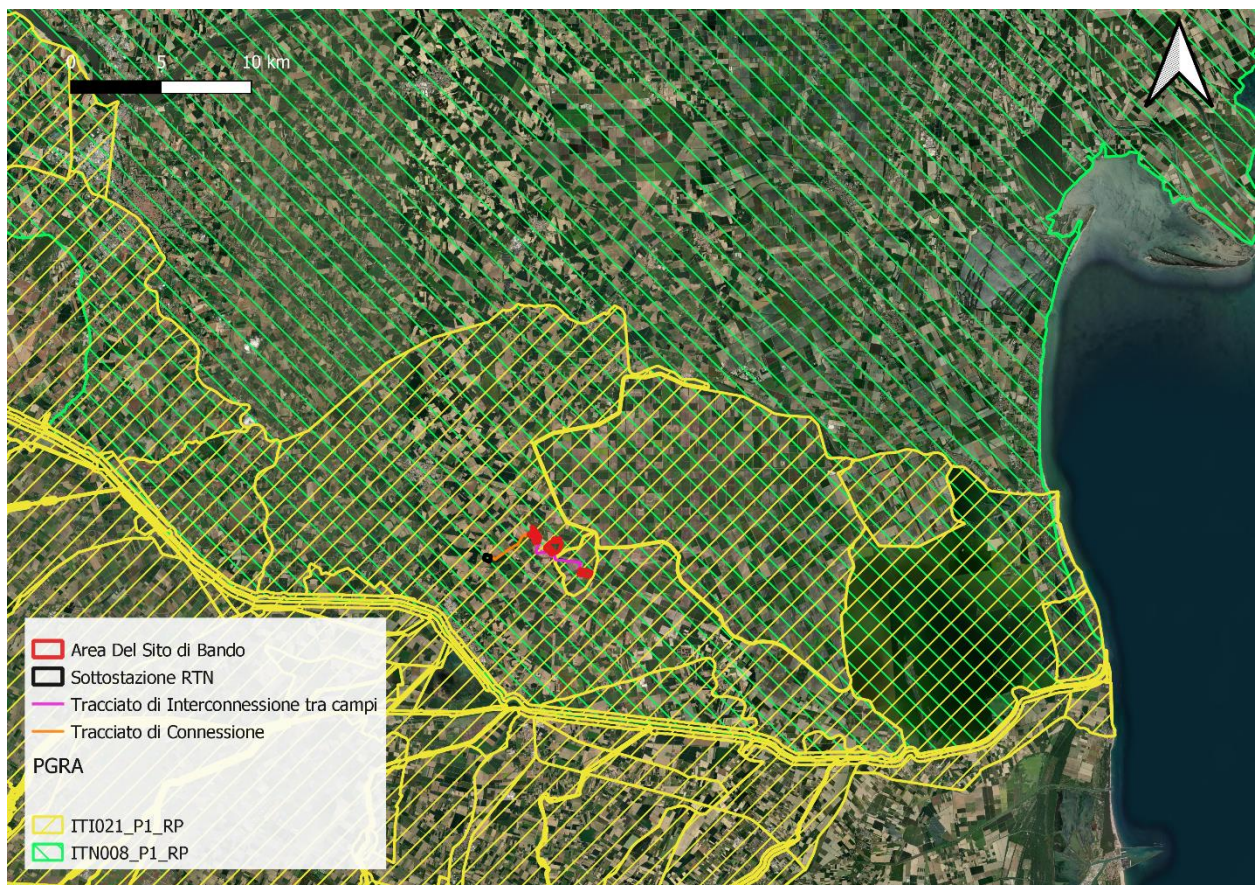 0 5 10 km
Area Del Sito di Bando
Sottostazione RTN
Tracciato di Interconnessione tra campi
Tracciato di Connessione
PGRA
ITI021_P1_RP
ITN008_P1_RP